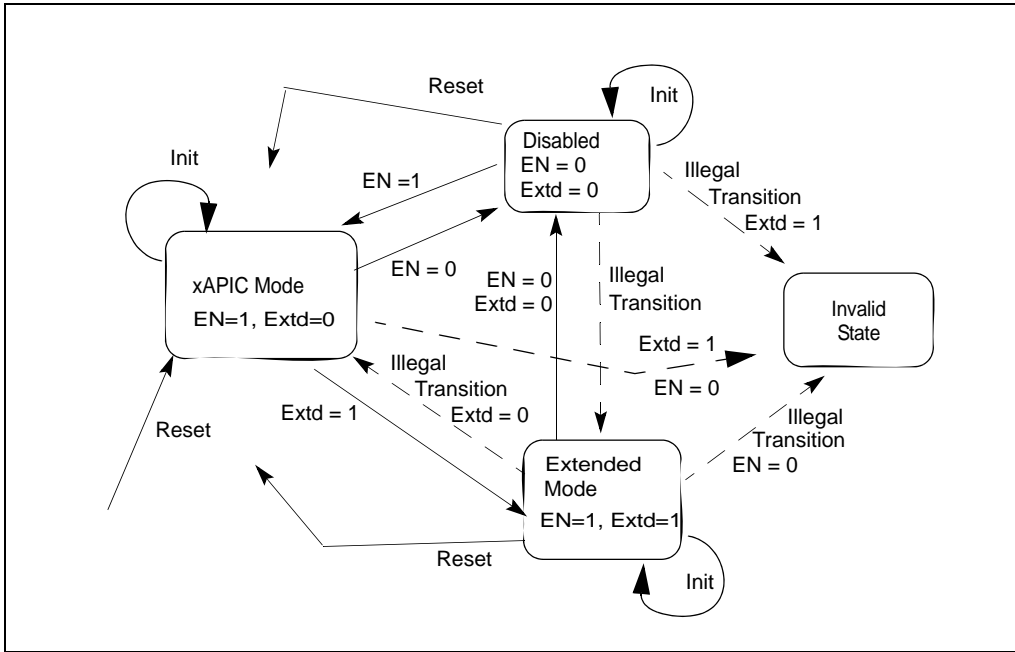 Reset
Init
Disabled
EN = 0
Extd = 0
Illegal
Transition
Extd = 1
Init
EN =1
EN = 0
xAPIC Mode
EN=1, Extd=0
EN = 0
Extd = 0
Illegal
Transition
Invalid
State
Extd = 1
EN = 0
Illegal
Transition
Extd = 0
Extd = 1
Reset
Illegal
Transition
EN = 0
Extended
Mode
EN=1, Extd=1
Reset
Init